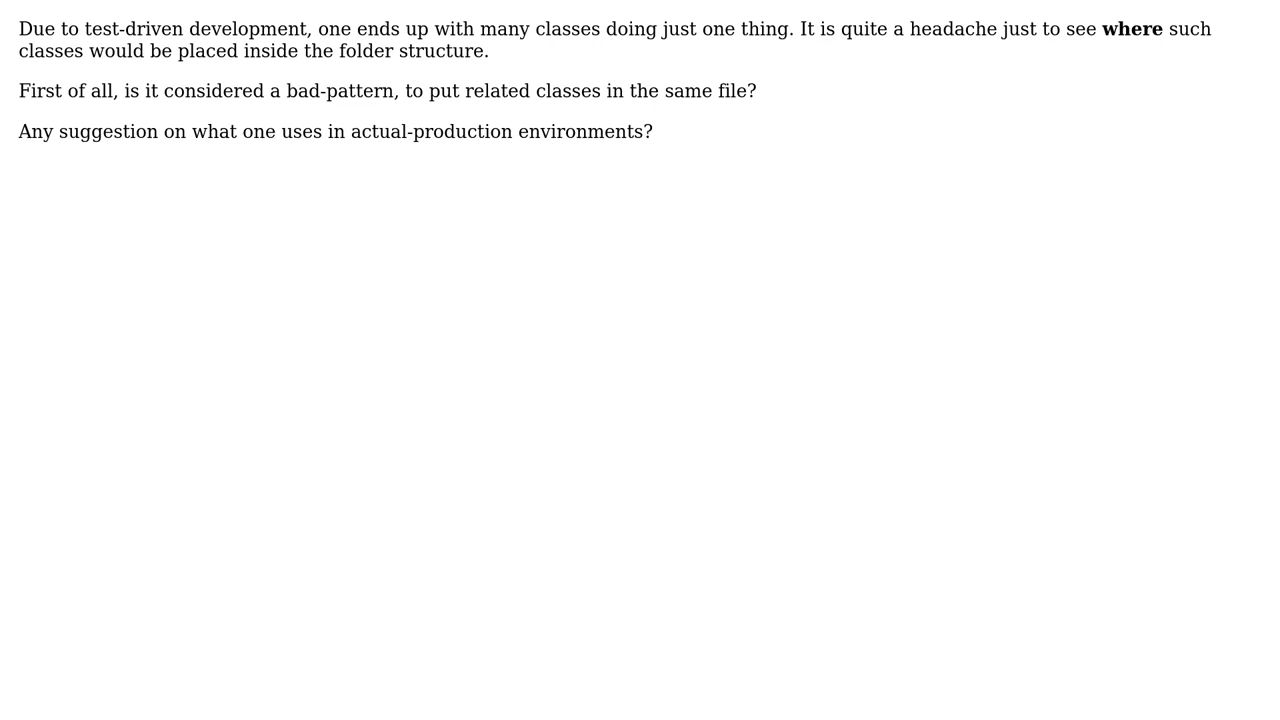 Due to test-driven development, one ends up with many classes doing just one thing. It is quite a headache just to see where such
classes would be placed inside the folder structure.
First of all, is it considered a bad-pattern, to put related classes in the same file?
Any suggestion on what one uses in actual-production environments?